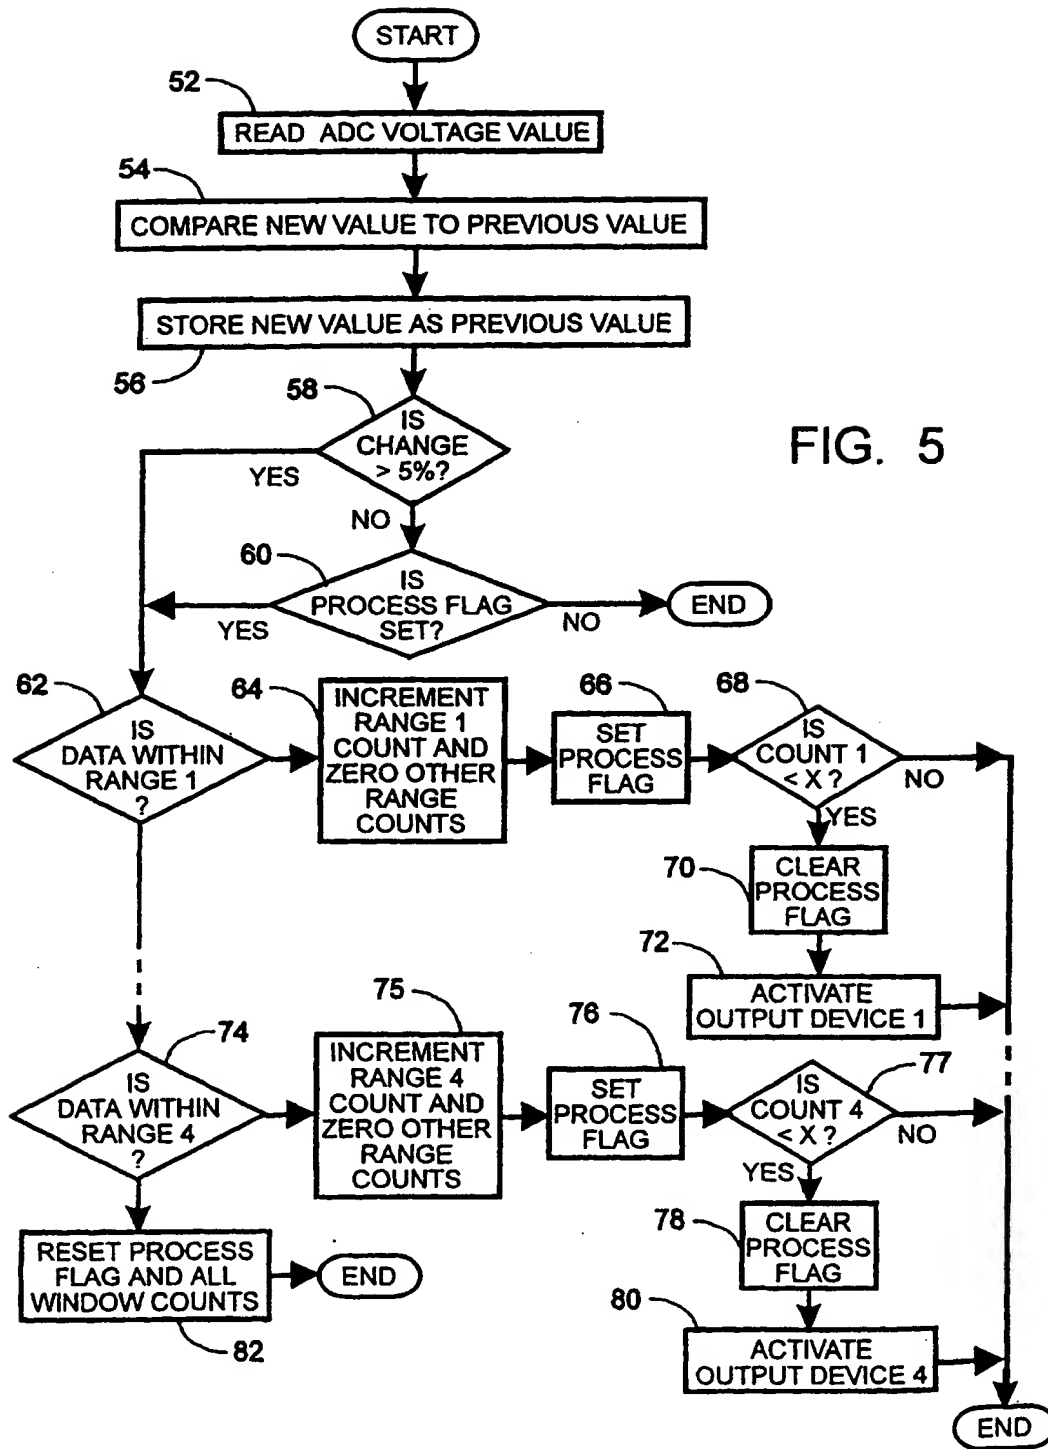 START
52
READ ADC VOLTAGE VALUE
54
COMPARE NEW VALUE TO PREVIOUS VALUE
STORE NEW VALUE AS PREVIOUS VALUE
56
58
IS
CHANGE
> 5%?
YES
NO
FIG. 5
60
IS
PROCESS FLAG
SET?
YES
NO
END
62
IS
DATA WITHIN
RANGE 1
?
64
INCREMENT
RANGE 1
COUNT AND
ZERO OTHER
RANGE
COUNTS
66
SET
PROCESS
FLAG
68
IS
COUNT 1
< X ?
NO
YES
70
CLEAR
PROCESS
FLAG
72
ACTIVATE
OUTPUT DEVICE 1
74
IS
DATA WITHIN
RANGE 4
?
75
INCREMENT
RANGE 4
COUNT AND
ZERO OTHER
RANGE
COUNTS
76
SET
PROCESS
FLAG
77
IS
COUNT 4
< X ?
NO
YES
78
CLEAR
PROCESS
FLAG
80
ACTIVATE
OUTPUT DEVICE 4
RESET PROCESS
FLAG AND ALL
WINDOW COUNTS
82
END
END